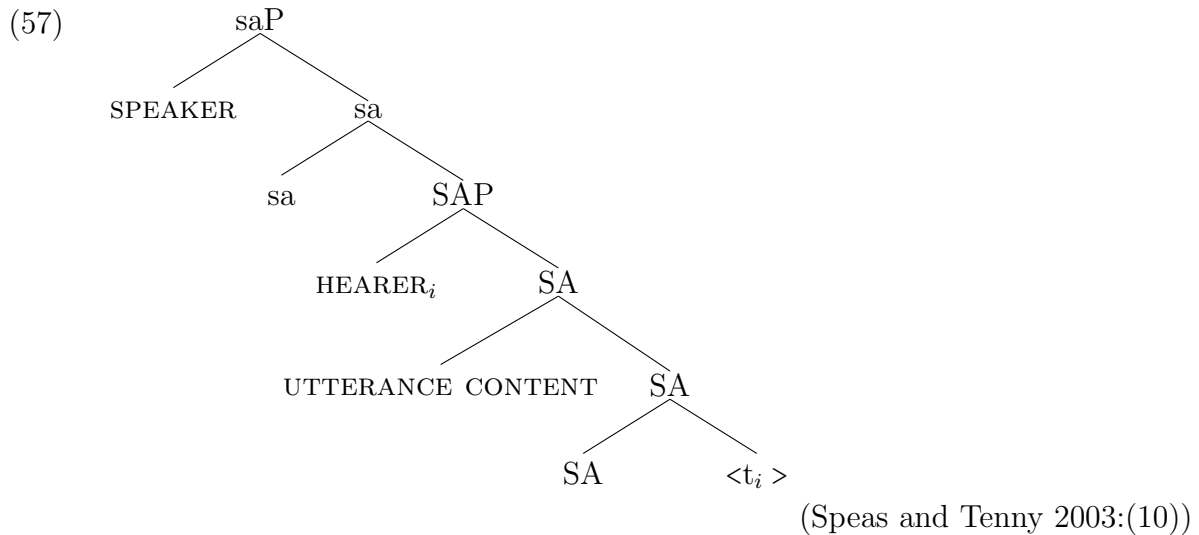 (57) saP
SPEAKER sa
sa SAP
HEARERᵢ SA
UTTERANCE CONTENT SA
SA <tᵢ >
(Speas and Tenny 2003:(10))